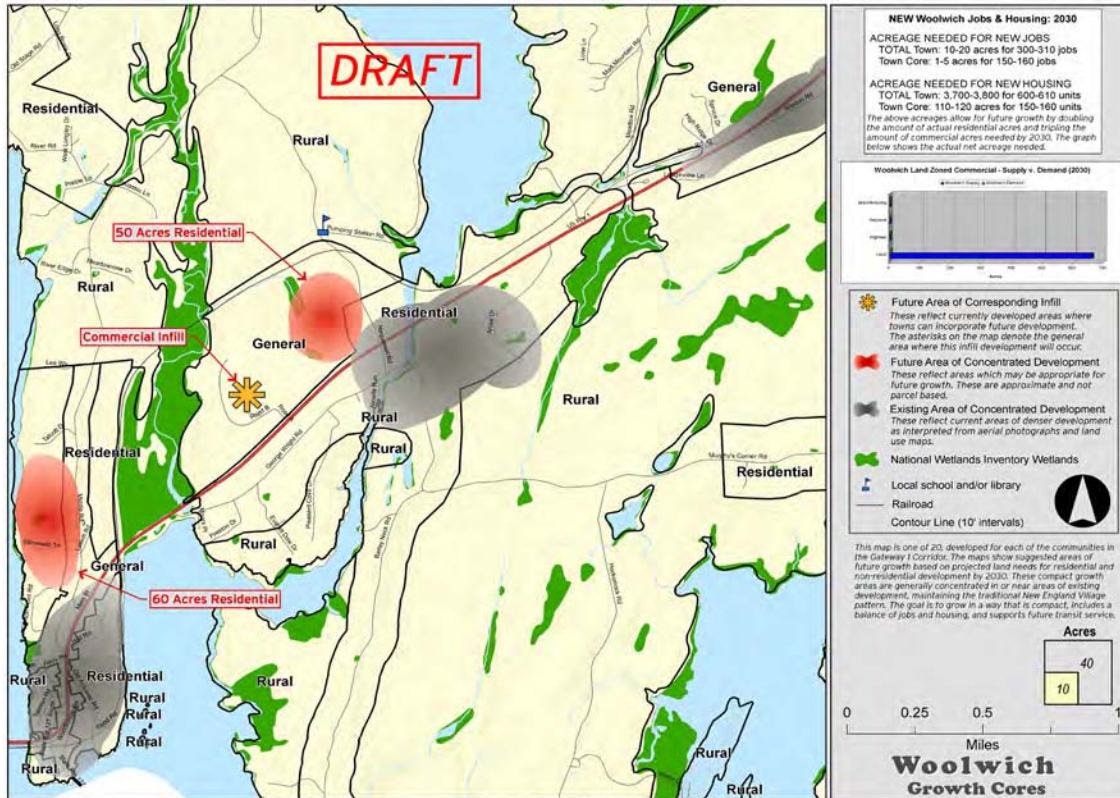 DRAFT
Residential
Rural
General
River Rd
50 Acres Residential
Pumping Station Rd
Rural
Residential
Commercial Infill
General
US Rte 1
Rural
Rural
Rural
Murphy's Corner Rd
Residential
Residential
General
Rural
60 Acres Residential
Residential
Rural
Rural
Rural
Rural
Rural
Rural
Rural
NEW Woolwich Jobs & Housing: 2030
ACREAGE NEEDED FOR NEW JOBS
TOTAL Town: 10-20 acres for 300-310 jobs
Town Core: 1-5 acres for 150-160 jobs
ACREAGE NEEDED FOR NEW HOUSING
TOTAL Town: 3,700-3,800 for 600-610 units
Town Core: 110-120 acres for 150-160 units
The above acreages allow for future growth by doubling
the amount of actual residential acres and tripling the
amount of commercial acres needed by 2030. The graph
below shows the actual net acreage needed.
Woolwich Land Zoned Commercial - Supply v. Demand (2030)
Acres
Future Area of Corresponding Infill
These reflect currently developed areas where
towns can incorporate future development.
The asterisks on the map denote the general
area where this infill development will occur.
Future Area of Concentrated Development
These reflect areas which may be appropriate for
future growth. These are approximate and not
parcel based.
Existing Area of Concentrated Development
These reflect current areas of denser development
as interpreted from aerial photographs and land
use maps.
National Wetlands Inventory Wetlands
Local school and/or library
Railroad
Contour Line (10' intervals)
This map is one of 20, developed for each of the communities in
the Gateway 1 Corridor. The maps show suggested areas of
future growth based on projected land needs for residential and
non-residential development by 2030. These compact growth
areas are generally concentrated in or near areas of existing
development, maintaining the traditional New England Village
pattern. The goal is to grow in a way that is compact, includes a
balance of jobs and housing, and supports future transit service.
Acres
40
10
0 0.25 0.5 1
Miles
Woolwich
Growth Cores